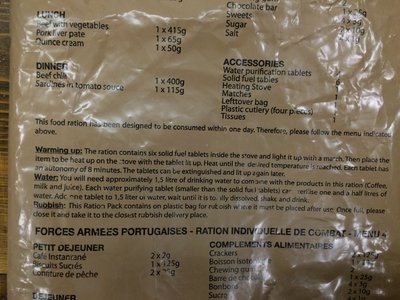 Chocolate bar
LUNCH
Sweets
Beef with vegetables 1 x 415g
Sugar
Pork liver pate 1 x 65g
Salt
Quince cream 1 x 50g
DINNER
ACCESSORIES
Beef chili 1 x 400g
Water purification tablets
Sardines in tomato souce 1 x 115g
Solid fuel tablets 6
Heating Stove
Matches
Leftover bag
Plastic cutlery (four pieces)
Tissues
This food ration has been designed to be consumed within one day. Therefore, please follow the menu indicated
above.
Warming up: The ration contains six solid fuel tablets inside the stove and light it up with a match. Then place the
item to be heat up on the stove with the tablet lit up. Heat until the desired temperature is reached. Each tablet has
an autonomy of 8 minutes. The tablets can be extinguished and lit up again later.
Water: You will need approximately 1,5 litre of drinking water to consume with the products in this ration (Coffee,
milk and juice). Each water purifying tablet (smaller than the solid fuel tablets) can
one and a half litres of
water. Add one tablet to 1,5 liter or water, wait until it is fully dissolved, shake and, drink.
Rubbish: This Ration Pack contains on plastic bag for rubbish where it must be placed after use. Once full, please
close it and take it to the closest rubbish delivery place.
FORCES ARMEES PORTUGAISES - RATION INDIVIDUELLE DE COMBAT - MENU
PETIT DEJEUNER
COMPLEMENTS ALIMENTAIRES
Café Instantané 2 x 2g
Crackers
Biscuits Sucrés 1 x 125g
Boisson isotonique
Confiture de pêche 2 x 25g
Chewing gum
Barre de chocolat
Bonbons
DEJEUNER
Sucre